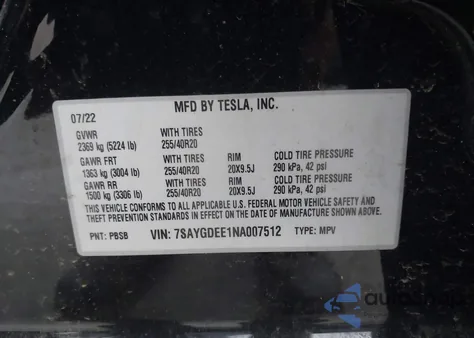 MFD BY TESLA, INC.
07/22
GVWR WITH TIRES
2369 kg (5224 lb) 255/40R20
GAWR FRT WITH TIRES RIM COLD TIRE PRESSURE
1363 kg (3004 lb) 255/40R20 20X9.5J 290 kPa, 42 psi
GAWR RR WITH TIRES RIM COLD TIRE PRESSURE
1500 kg (3306 lb) 255/40R20 20X9.5J 290 kPa, 42 psi
THIS VEHICLE CONFORMS TO ALL APPLICABLE U.S. MOTOR VEHICLE SAFETY AND
THEFT PREVENTION STANDARDS IN EFFECT ON THE DATE OF MANUFACTURE SHOWN ABOVE.
PNT: PBSB VIN: 7SAYGDEE1NA007512 TYPE: MPV